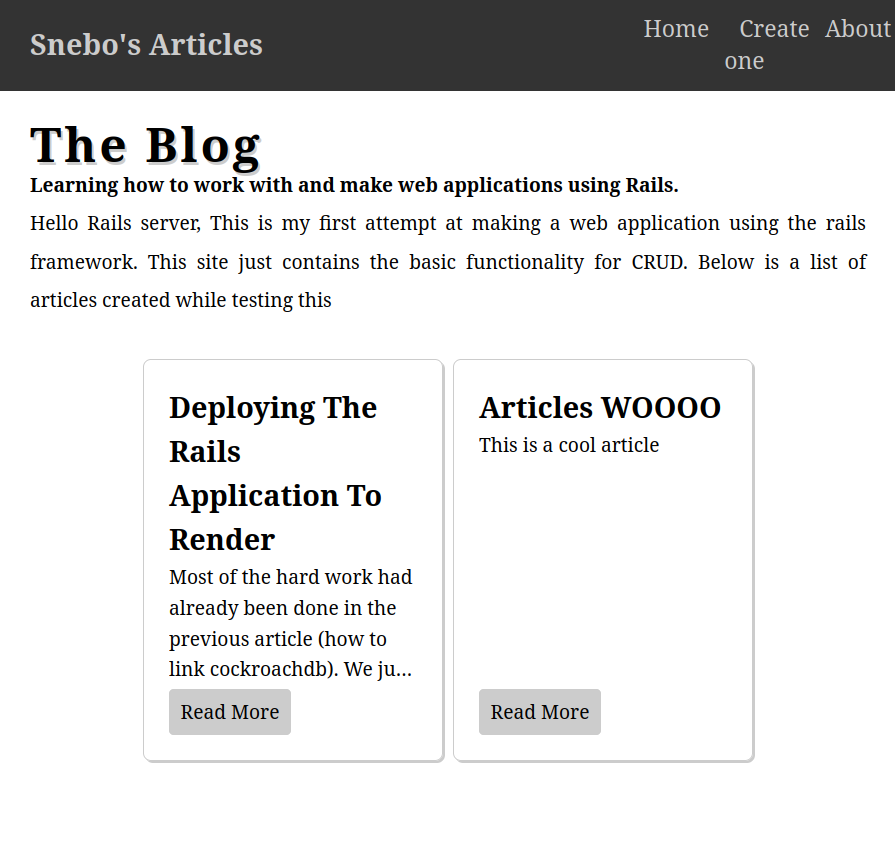 Snebo's Articles
Home Create one About
The Blog
Learning how to work with and make web applications using Rails.
Hello Rails server, This is my first attempt at making a web application using the rails
framework. This site just contains the basic functionality for CRUD. Below is a list of
articles created while testing this
Deploying The
Rails
Application To
Render
Most of the hard work had
already been done in the
previous article (how to
link cockroachdb). We ju...
Read More
Articles WOOOO
This is a cool article
Read More